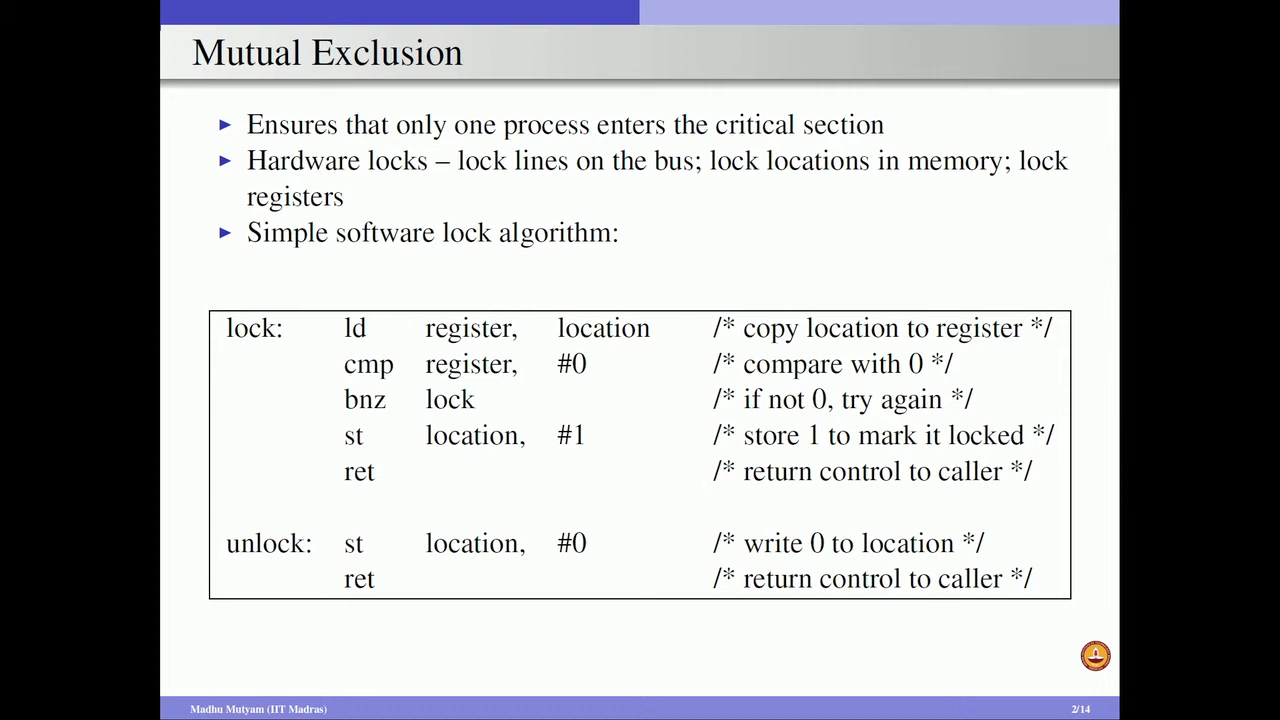 Mutual Exclusion
Ensures that only one process enters the critical section
Hardware locks – lock lines on the bus; lock locations in memory; lock
registers
Simple software lock algorithm:
lock: ld register, location /* copy location to register */
cmp register, #0 /* compare with 0 */
bnz lock /* if not 0, try again */
st location, #1 /* store 1 to mark it locked */
ret /* return control to caller */
unlock: st location, #0 /* write 0 to location */
ret /* return control to caller */
Madhu Mutyam (IIT Madras) 2/14